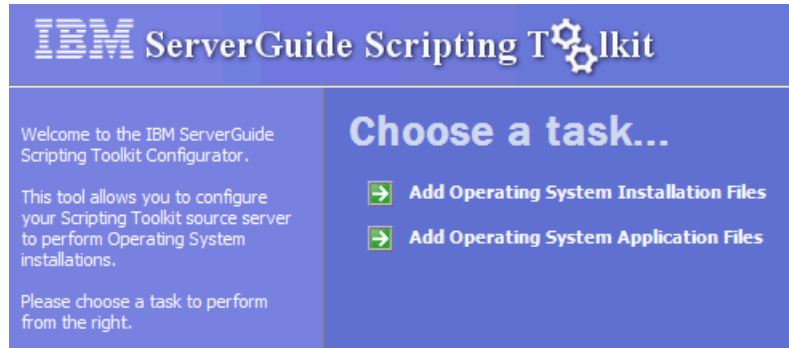 IBM ServerGuide Scripting Toolkit
Welcome to the IBM ServerGuide
Scripting Toolkit Configurator.
This tool allows you to configure
your Scripting Toolkit source server
to perform Operating System
installations.
Please choose a task to perform
from the right.
Choose a task...
Add Operating System Installation Files
Add Operating System Application Files